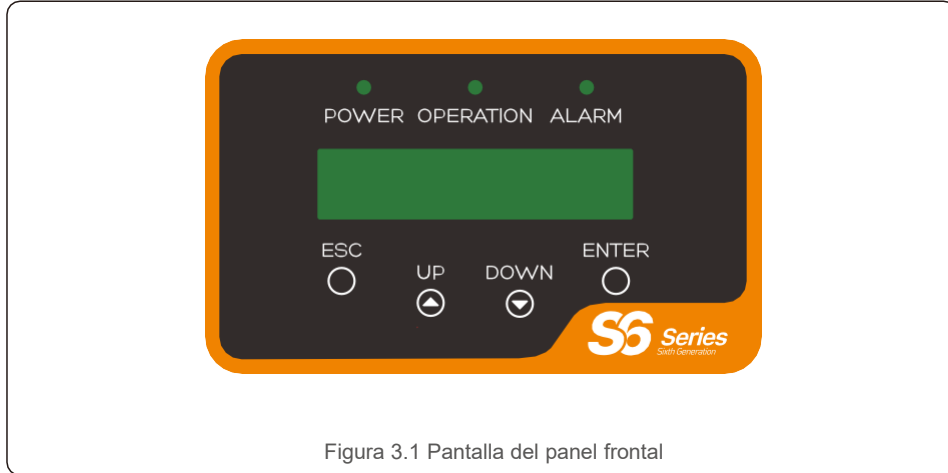 POWER OPERATION ALARM
ESC
ENTER
UP DOWN
S6 Series
Sixth Generation
Figura 3.1 Pantalla del panel frontal